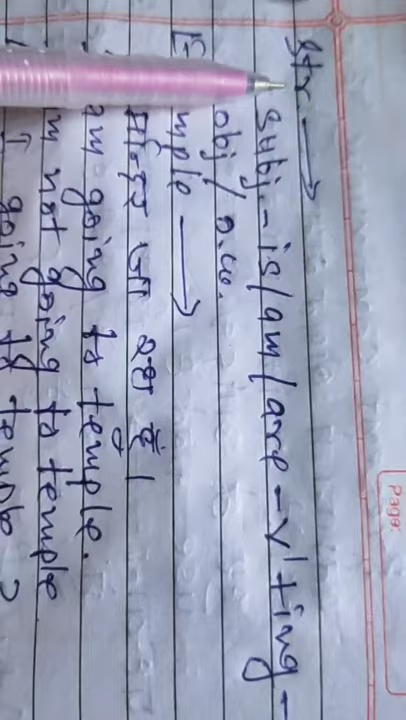 Str →
Subj. - is/am/are - V¹ + ing -
obj/ o.w.
Example →
मंदिर जा रहा हूँ।
am going to temple.
am not going to temple
I going to temple ?
Page: